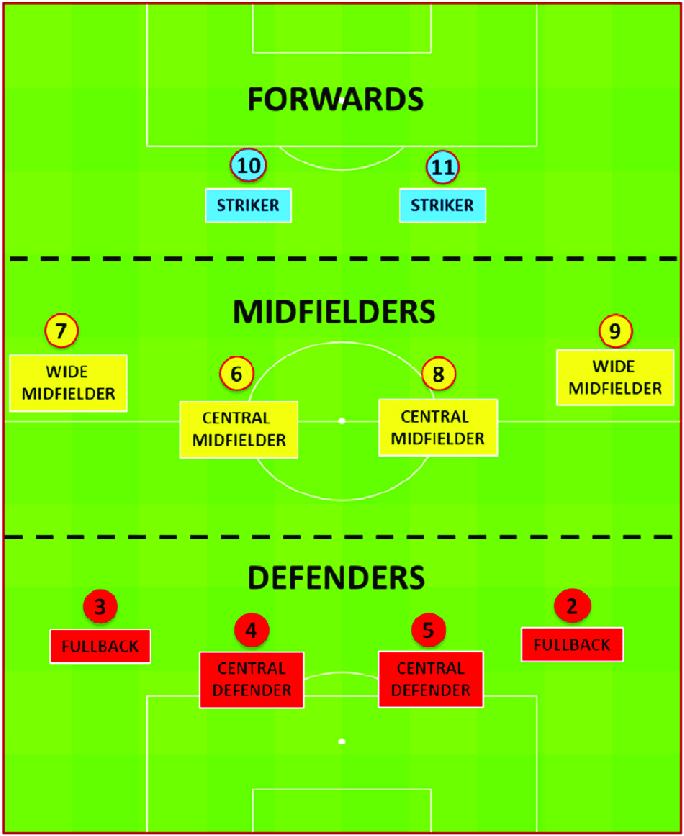 FORWARDS
10
11
STRIKER
STRIKER
MIDFIELDERS
7
9
WIDE
MIDFIELDER
WIDE
MIDFIELDER
6
8
CENTRAL
MIDFIELDER
CENTRAL
MIDFIELDER
DEFENDERS
3
2
FULLBACK
FULLBACK
4
5
CENTRAL
DEFENDER
CENTRAL
DEFENDER